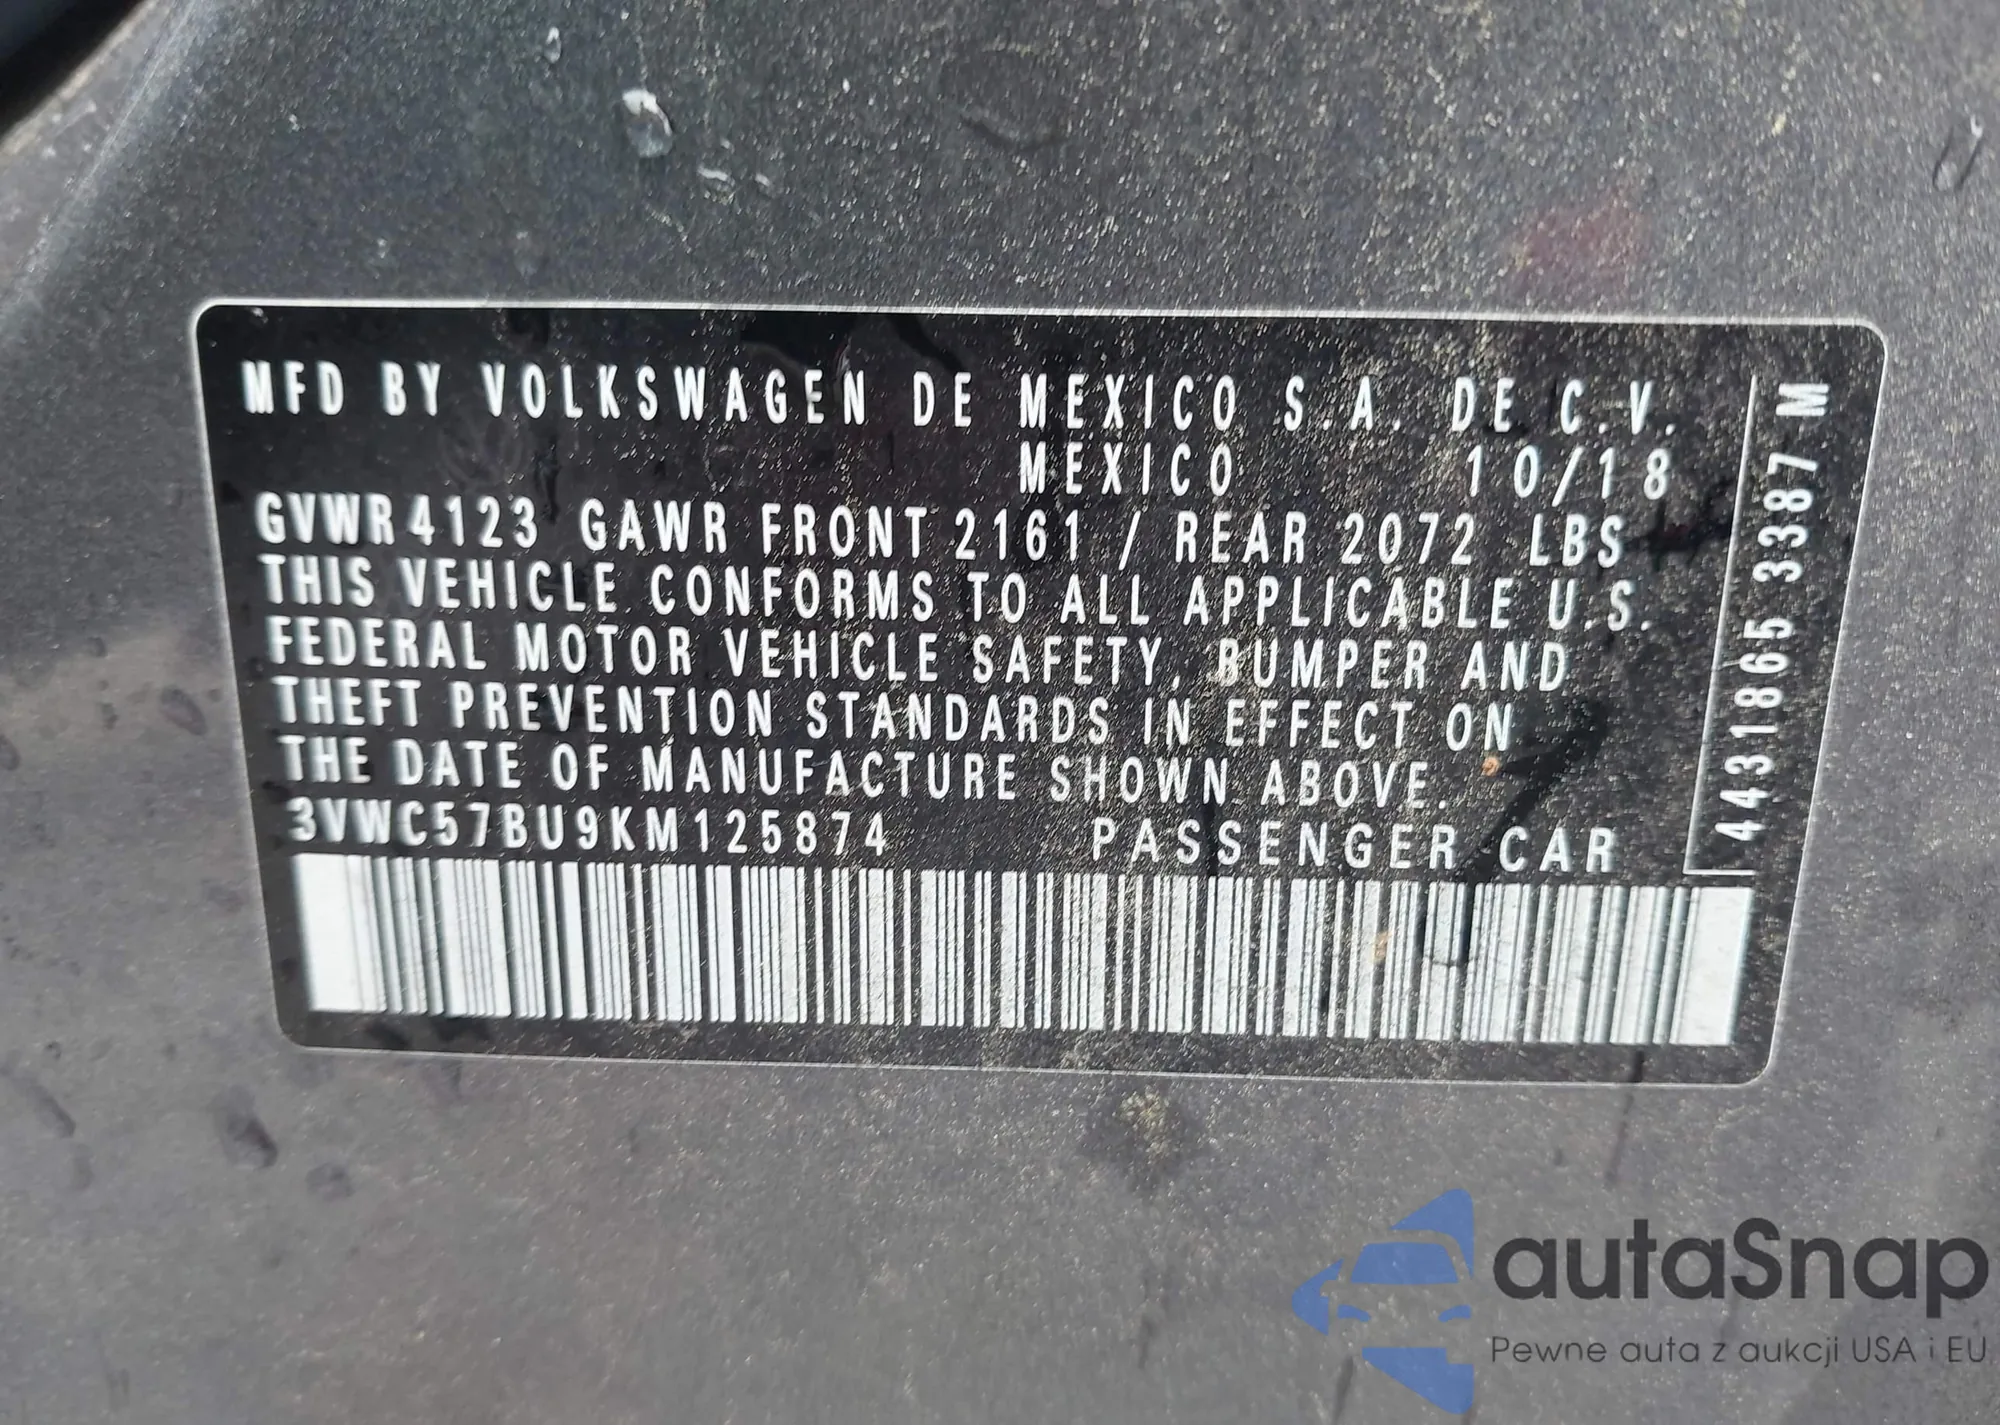 MFD BY VOLKSWAGEN DE MEXICO S.A. DE C.V.
MEXICO 10/18
GVWR 4123 GAWR FRONT 2161 / REAR 2072 LBS
THIS VEHICLE CONFORMS TO ALL APPLICABLE U.S.
FEDERAL MOTOR VEHICLE SAFETY, BUMPER AND
THEFT PREVENTION STANDARDS IN EFFECT ON
THE DATE OF MANUFACTURE SHOWN ABOVE.
3VWC57BU9KM125874 PASSENGER CAR
4431865 3387 M
autaSnap
Pewne auta z aukcji USA i EU